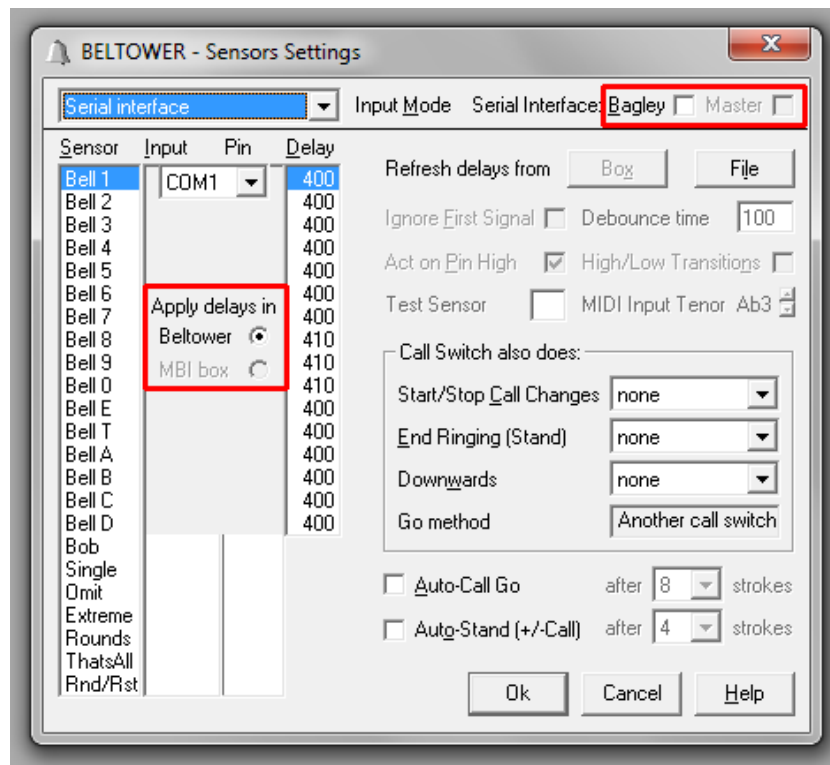 BELTOWER - Sensors Settings
Serial interface Input Mode Serial Interface: Bagley Master
Sensor Input Pin Delay
Bell 1 COM1 400
Bell 2 400
Bell 3 400
Bell 4 400
Bell 5 400
Bell 6 400
Bell 7 400
Bell 8 410
Bell 9 410
Bell 0 410
Bell E 400
Bell T 400
Bell A 400
Bell B 400
Bell C 400
Bell D 400
Bob
Single
Omit
Extreme
Rounds
ThatsAll
Rnd/Rst
Apply delays in
Beltower
MBI box
Refresh delays from Box File
Ignore First Signal Debounce time 100
Act on Pin High High/Low Transitions
Test Sensor MIDI Input Tenor Ab3
Call Switch also does:
Start/Stop Call Changes none
End Ringing (Stand) none
Downwards none
Go method Another call switch
Auto-Call Go after 8 strokes
Auto-Stand (+/-Call) after 4 strokes
Ok Cancel Help